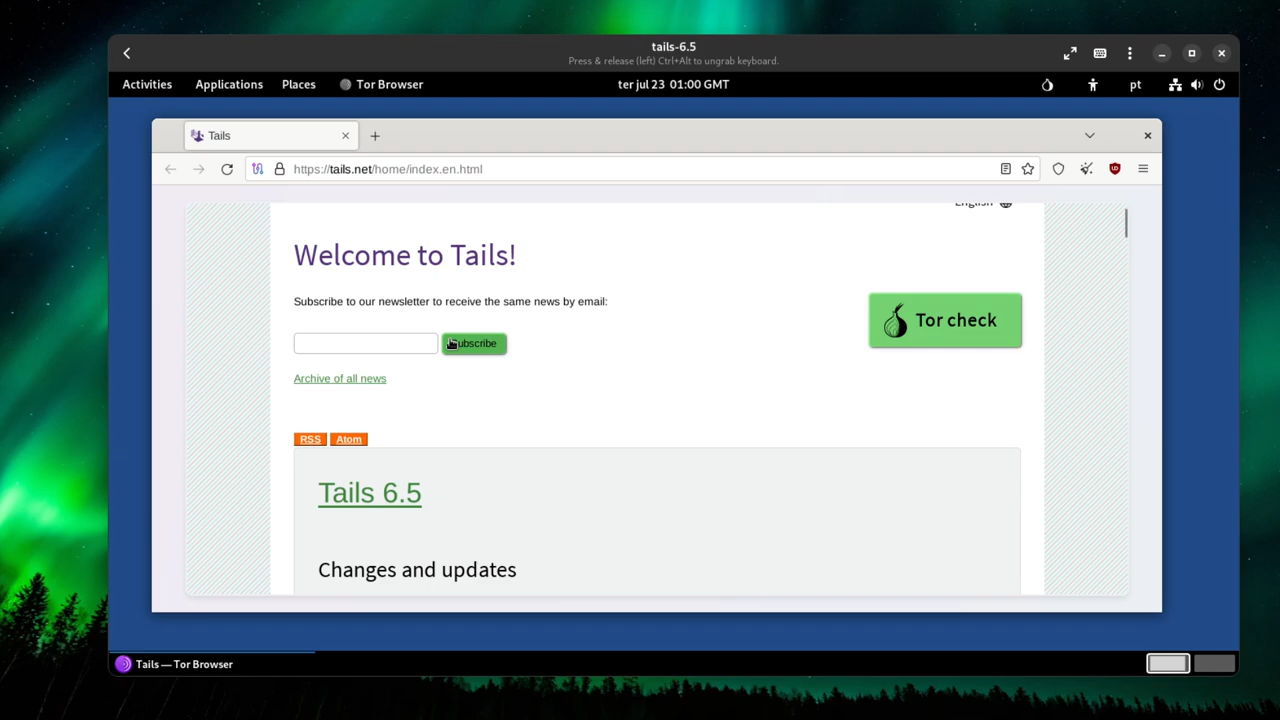 tails-6.5
Press & release (left) Ctrl+Alt to ungrab keyboard.
Activities Applications Places Tor Browser ter jul 23 01:00 GMT pt
Tails
https://tails.net/home/index.en.html
English
Welcome to Tails!
Subscribe to our newsletter to receive the same news by email:
Tor check
Subscribe
Archive of all news
RSS Atom
Tails 6.5
Changes and updates
Tails — Tor Browser